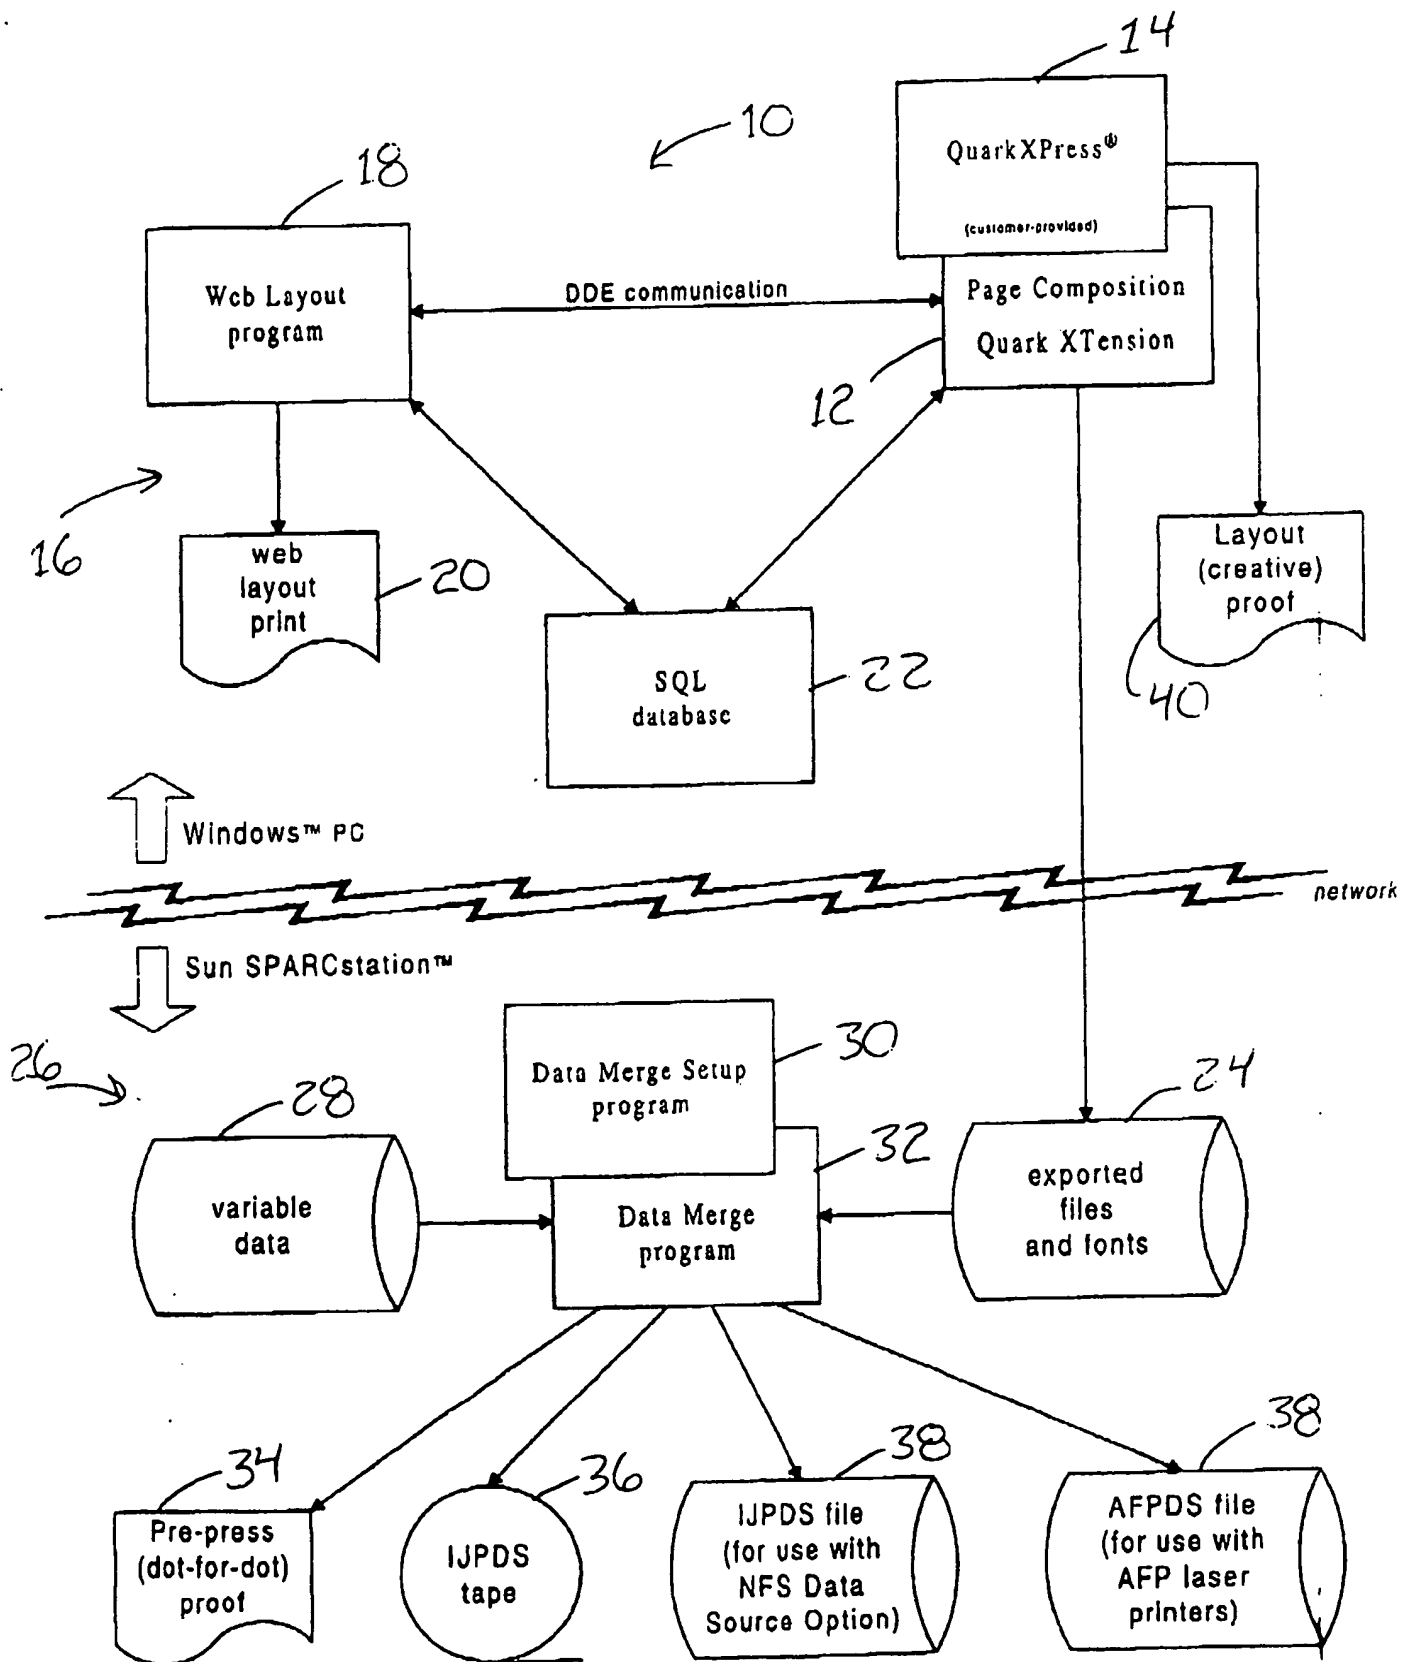 14
10
QuarkXPress®
(customer-provided)
18
Web Layout
program
DDE communication
Page Composition
Quark XTension
12
16
web
layout
print
20
Layout
(creative)
proof
40
SQL
database
22
Windows™ PC
network
Sun SPARCstation™
26
28
variable
data
Data Merge Setup
program
30
32
Data Merge
program
24
exported
files
and fonts
34
Pre-press
(dot-for-dot)
proof
36
IJPDS
tape
38
IJPDS file
(for use with
NFS Data
Source Option)
38
AFPDS file
(for use with
AFP laser
printers)